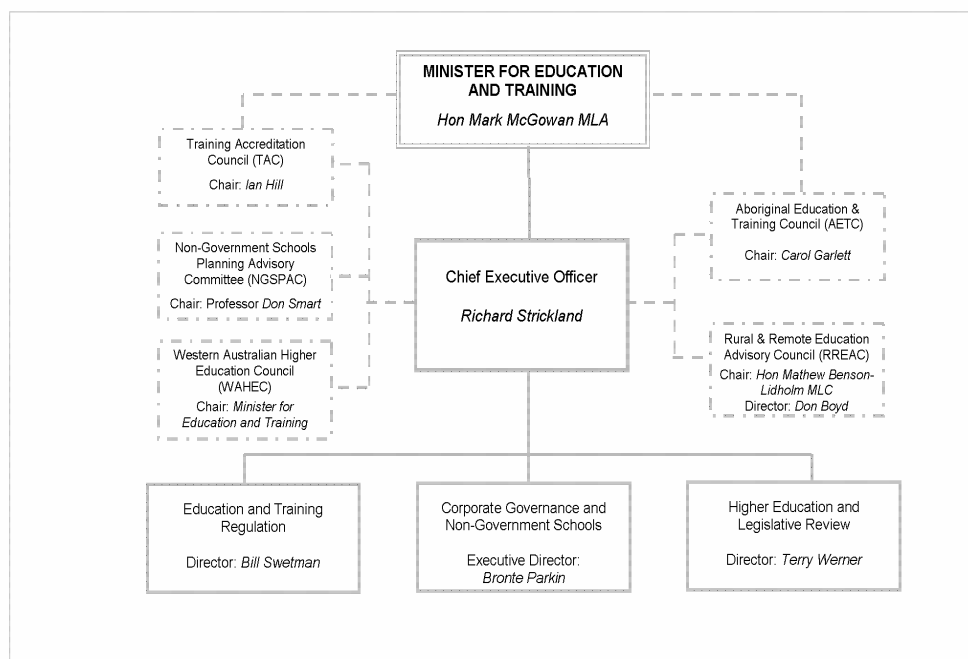 MINISTER FOR EDUCATION
AND TRAINING
Hon Mark McGowan MLA
Training Accreditation
Council (TAC)
Chair: Ian Hill
Non-Government Schools
Planning Advisory
Committee (NGSPAC)
Chair: Professor Don Smart
Western Australian Higher
Education Council
(WAHEC)
Chair: Minister for
Education and Training
Chief Executive Officer
Richard Strickland
Aboriginal Education &
Training Council (AETC)
Chair: Carol Garlett
Rural & Remote Education
Advisory Council (RREAC)
Chair: Hon Mathew Benson-
Lidholm MLC
Director: Don Boyd
Education and Training
Regulation
Director: Bill Swetman
Corporate Governance and
Non-Government Schools
Executive Director:
Bronte Parkin
Higher Education and
Legislative Review
Director: Terry Werner